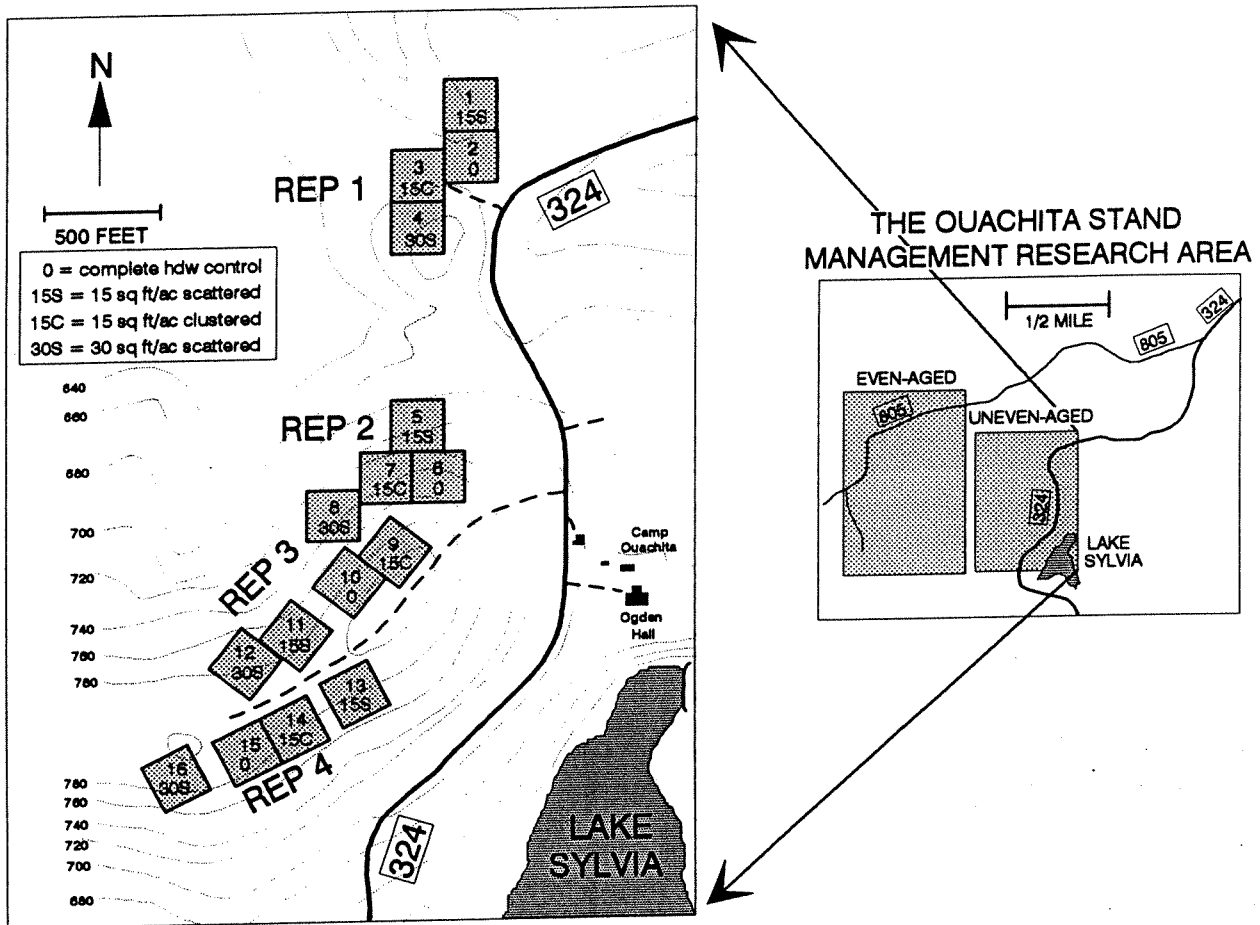 N
REP 1
500 FEET
0 = complete hdw control
15S = 15 sq ft/ac scattered
15C = 15 sq ft/ac clustered
30S = 30 sq ft/ac scattered
1
15S
2
0
3
15C
4
30S
324
640
660
680
700
720
740
760
780
REP 2
5
15S
7
15C
6
0
8
30S
REP 3
9
15C
10
0
11
15S
12
30S
Camp
Ouachita
Ogden
Hall
13
15S
14
15C
15
0
16
30S
REP 4
780
760
740
720
700
680
324
LAKE
SYLVIA
THE OUACHITA STAND
MANAGEMENT RESEARCH AREA
1/2 MILE
324
805
EVEN-AGED
805
UNEVEN-AGED
324
LAKE
SYLVIA